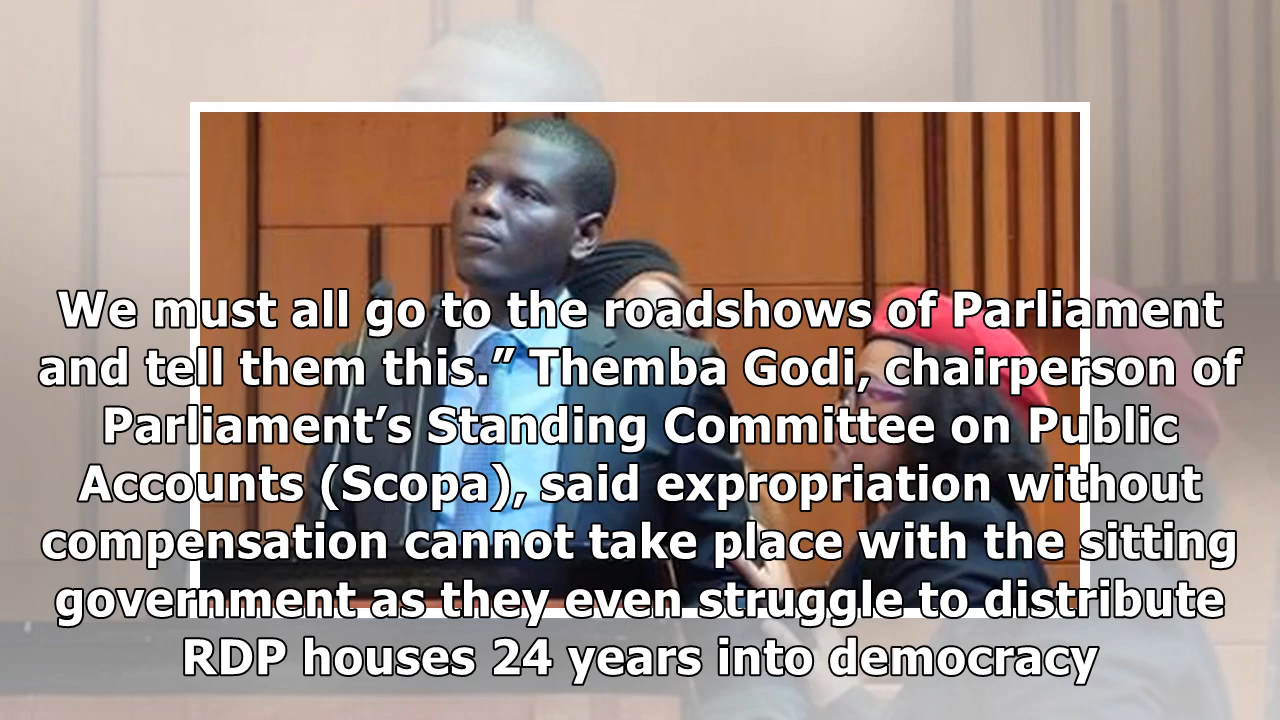 We must all go to the roadshows of Parliament
and tell them this.” Themba Godi, chairperson of
Parliament’s Standing Committee on Public
Accounts (Scopa), said expropriation without
compensation cannot take place with the sitting
government as they even struggle to distribute
RDP houses 24 years into democracy